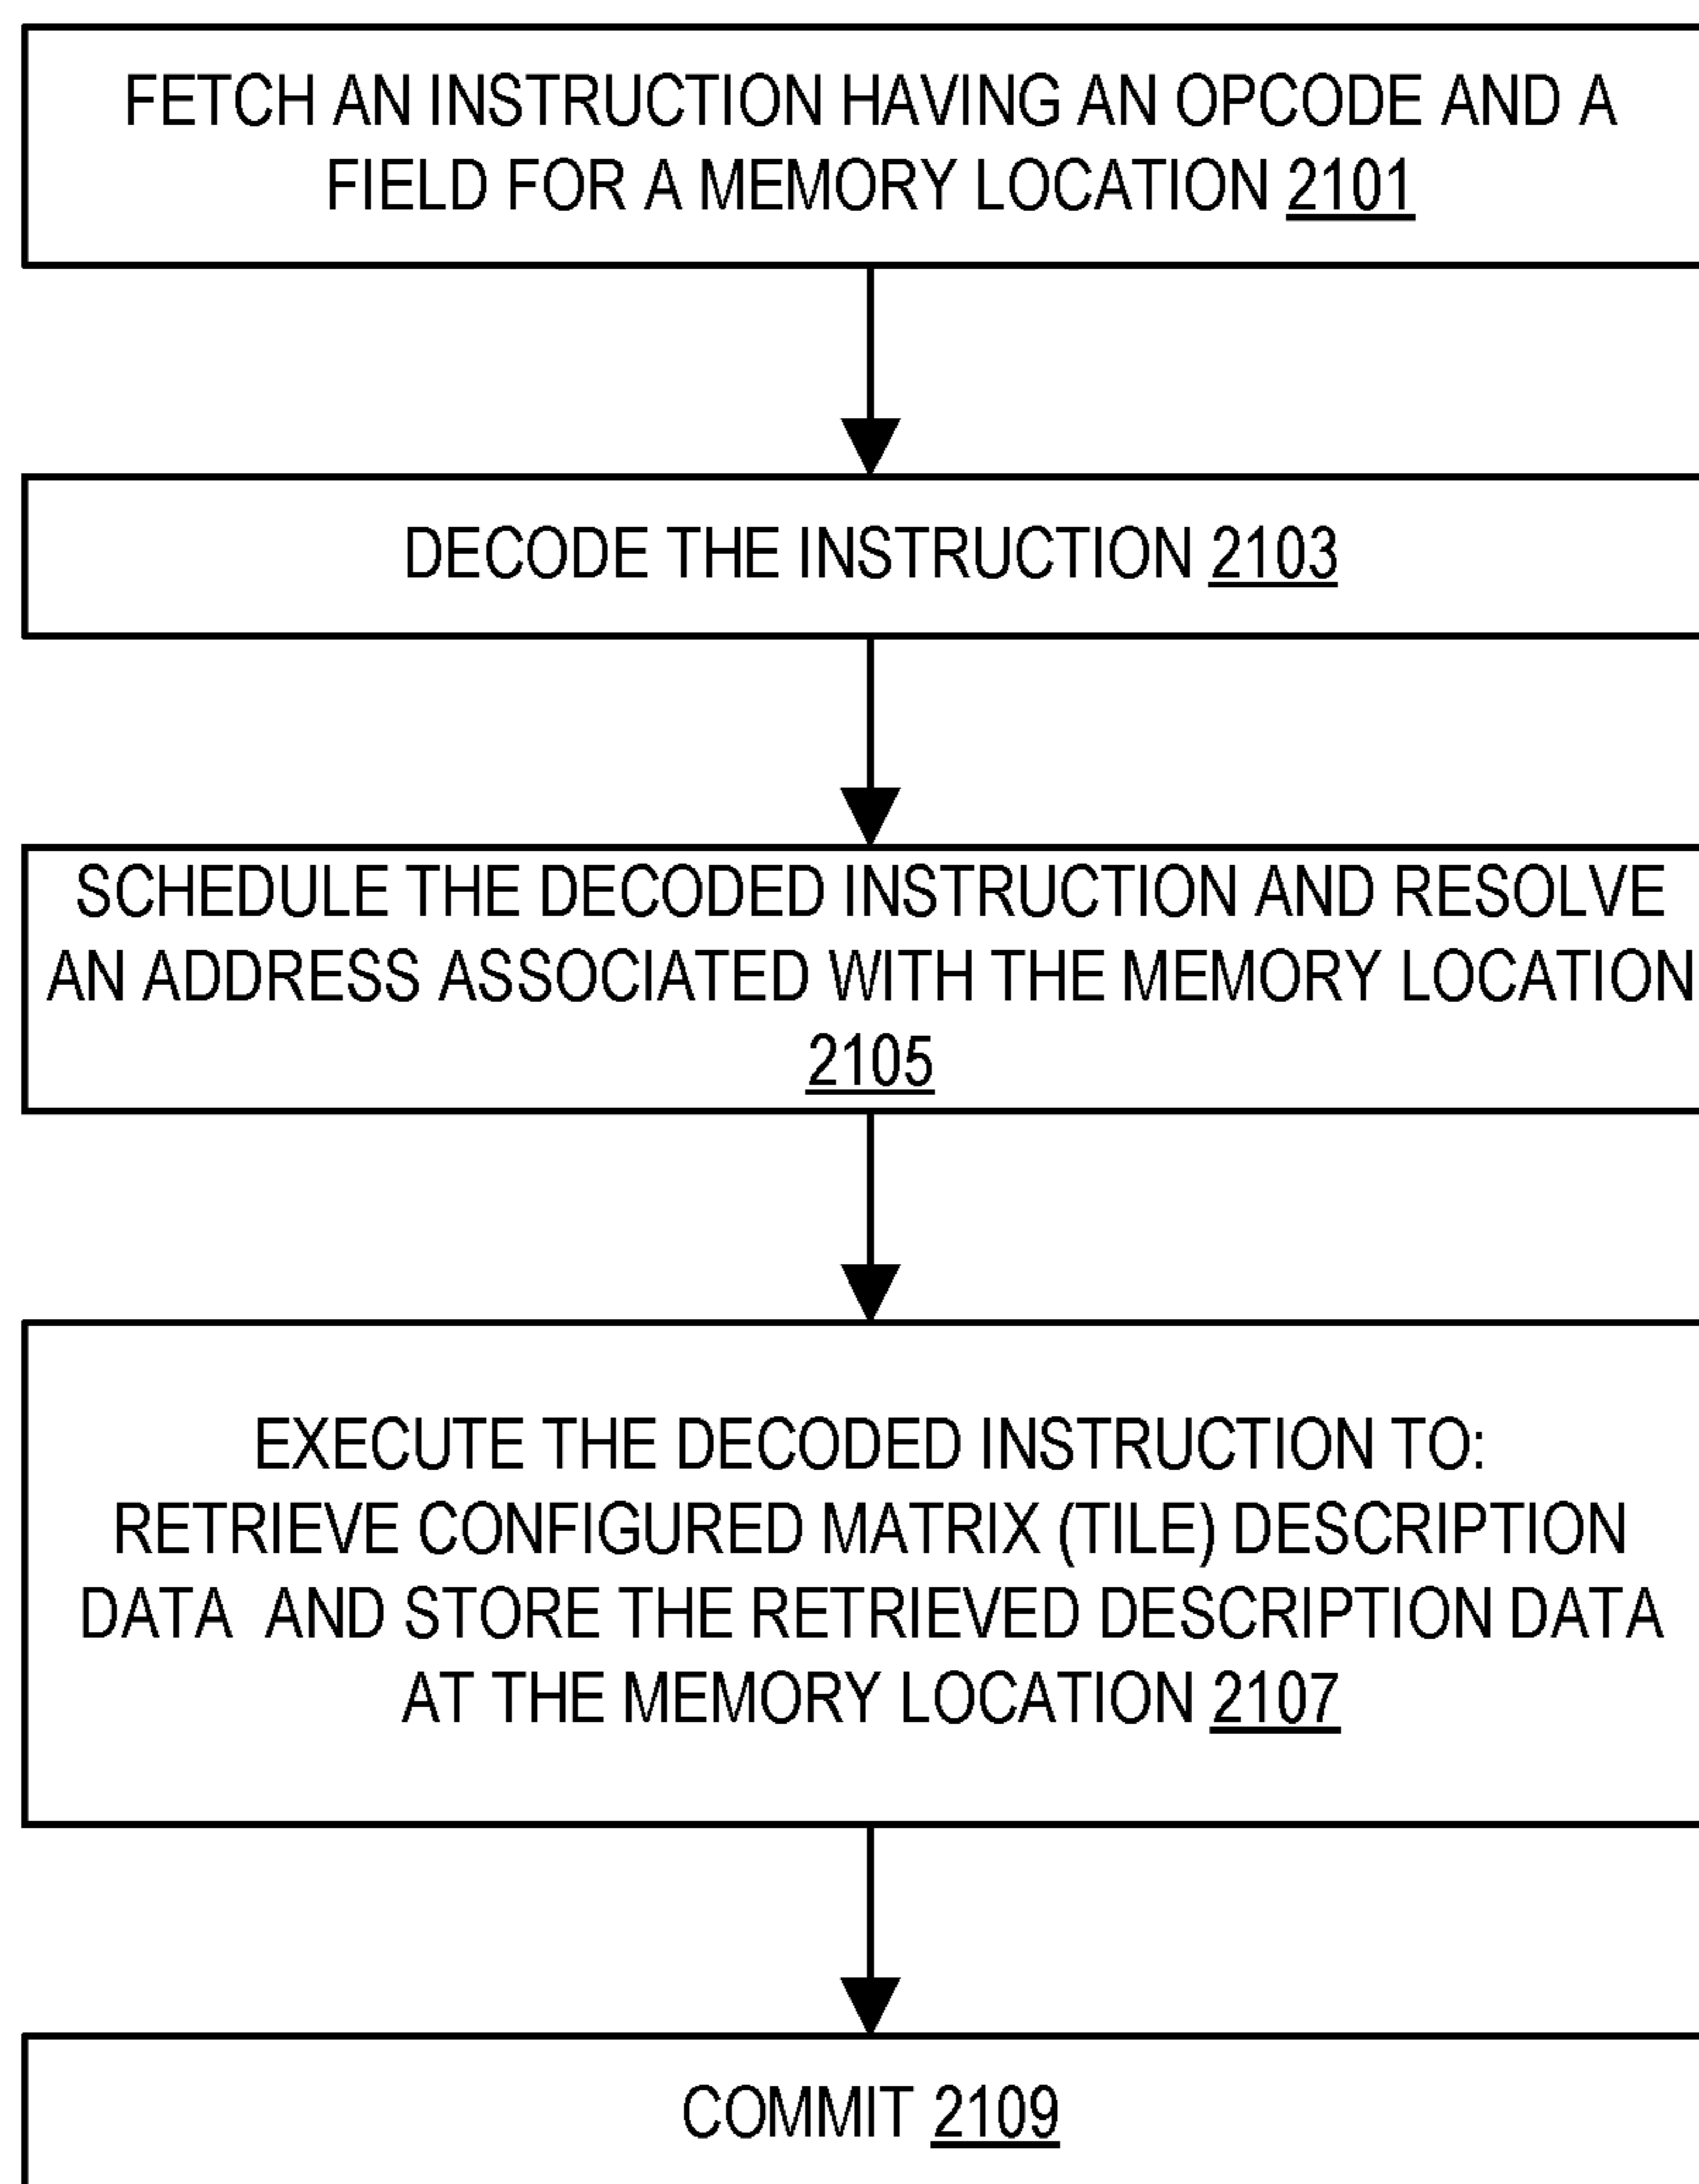 FETCH AN INSTRUCTION HAVING AN OPCODE AND A
FIELD FOR A MEMORY LOCATION 2101
DECODE THE INSTRUCTION 2103
SCHEDULE THE DECODED INSTRUCTION AND RESOLVE
AN ADDRESS ASSOCIATED WITH THE MEMORY LOCATION
2105
EXECUTE THE DECODED INSTRUCTION TO:
RETRIEVE CONFIGURED MATRIX (TILE) DESCRIPTION
DATA AND STORE THE RETRIEVED DESCRIPTION DATA
AT THE MEMORY LOCATION 2107
COMMIT 2109